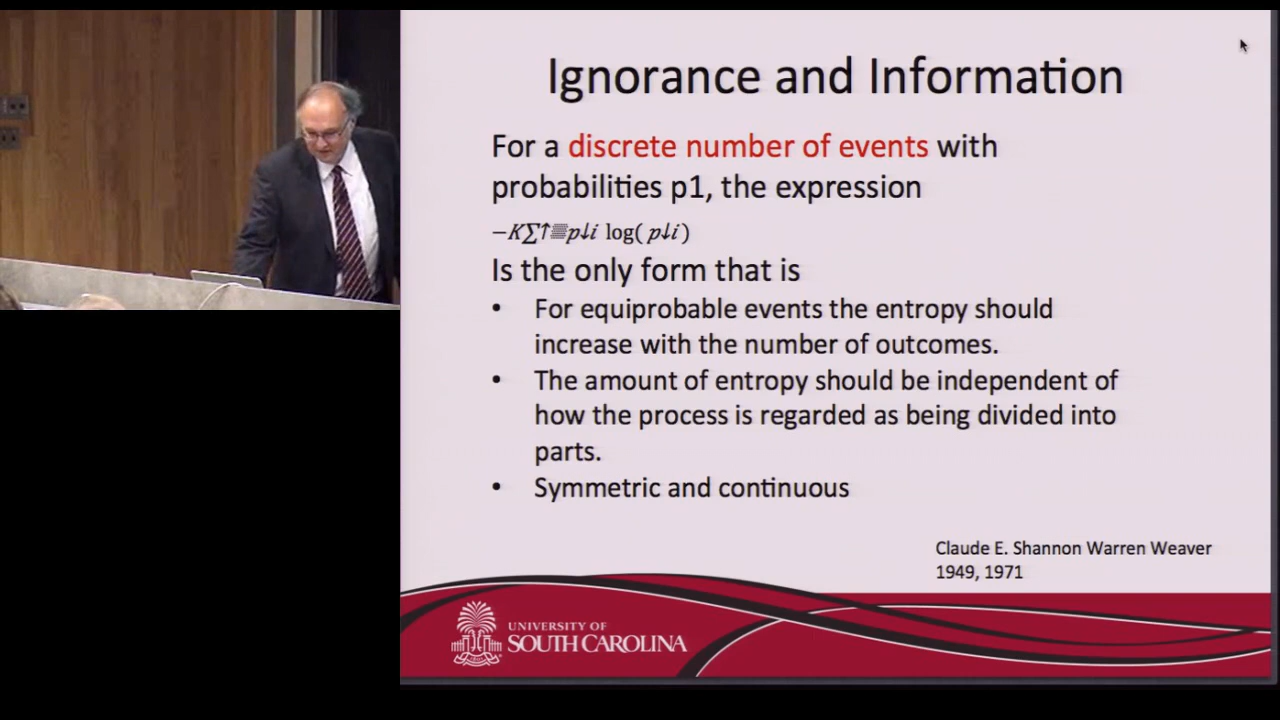 Ignorance and Information
For a discrete number of events with
probabilities p1, the expression
−K∑↑▒p↓i log( p↓i )
Is the only form that is
• For equiprobable events the entropy should
increase with the number of outcomes.
• The amount of entropy should be independent of
how the process is regarded as being divided into
parts.
• Symmetric and continuous
Claude E. Shannon Warren Weaver
1949, 1971
UNIVERSITY OF
SOUTH CAROLINA